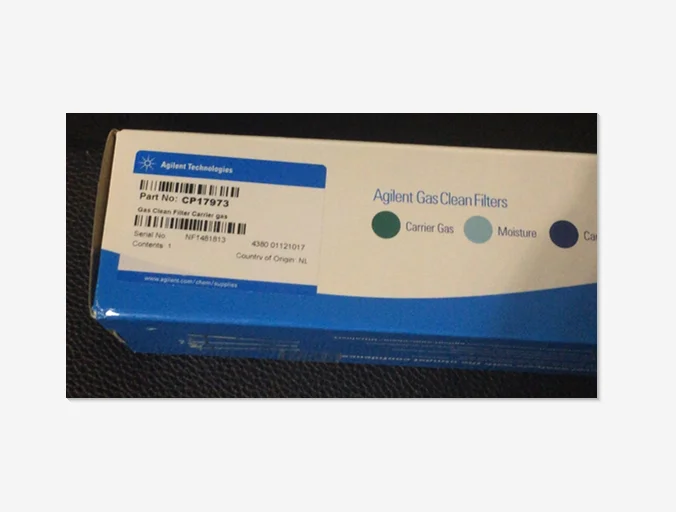 Agilent Technologies
Part No: CP17973
Gas Clean Filter Carrier gas
Serial No NF1481813
4380 01121017
Contents 1
Country of Origin NL
www.agilent.com/chem/supplies
Agilent Gas Clean Filters
Carrier Gas
Moisture
Ca